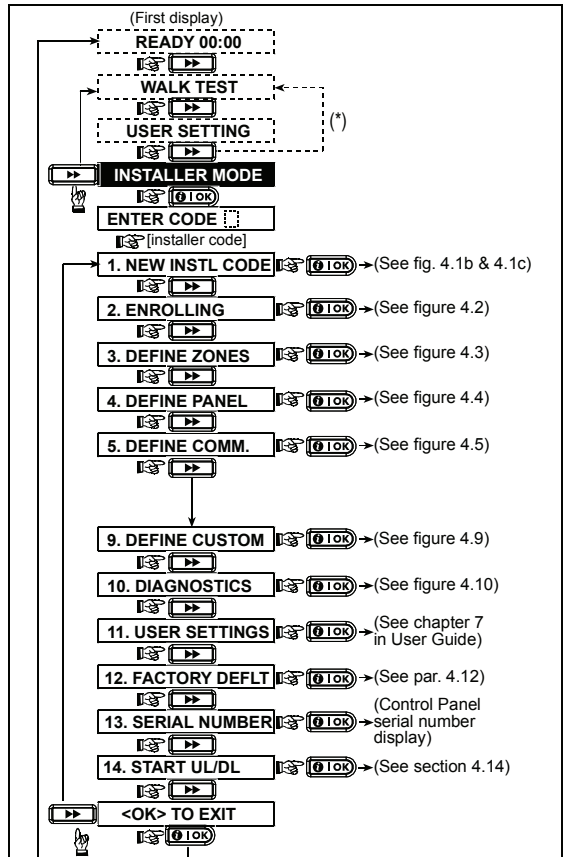 (First display)
READY 00:00
WALK TEST
(*)
USER SETTING
INSTALLER MODE
i OK
ENTER CODE
[installer code]
1. NEW INSTL CODE i OK (See fig. 4.1b & 4.1c)
2. ENROLLING i OK (See figure 4.2)
3. DEFINE ZONES i OK (See figure 4.3)
4. DEFINE PANEL i OK (See figure 4.4)
5. DEFINE COMM. i OK (See figure 4.5)
9. DEFINE CUSTOM i OK (See figure 4.9)
10. DIAGNOSTICS i OK (See figure 4.10)
11. USER SETTINGS i OK (See chapter 7
in User Guide)
12. FACTORY DEFLT i OK (See par. 4.12)
13. SERIAL NUMBER i OK (Control Panel
serial number
display)
14. START UL/DL i OK (See section 4.14)
<OK> TO EXIT
i OK